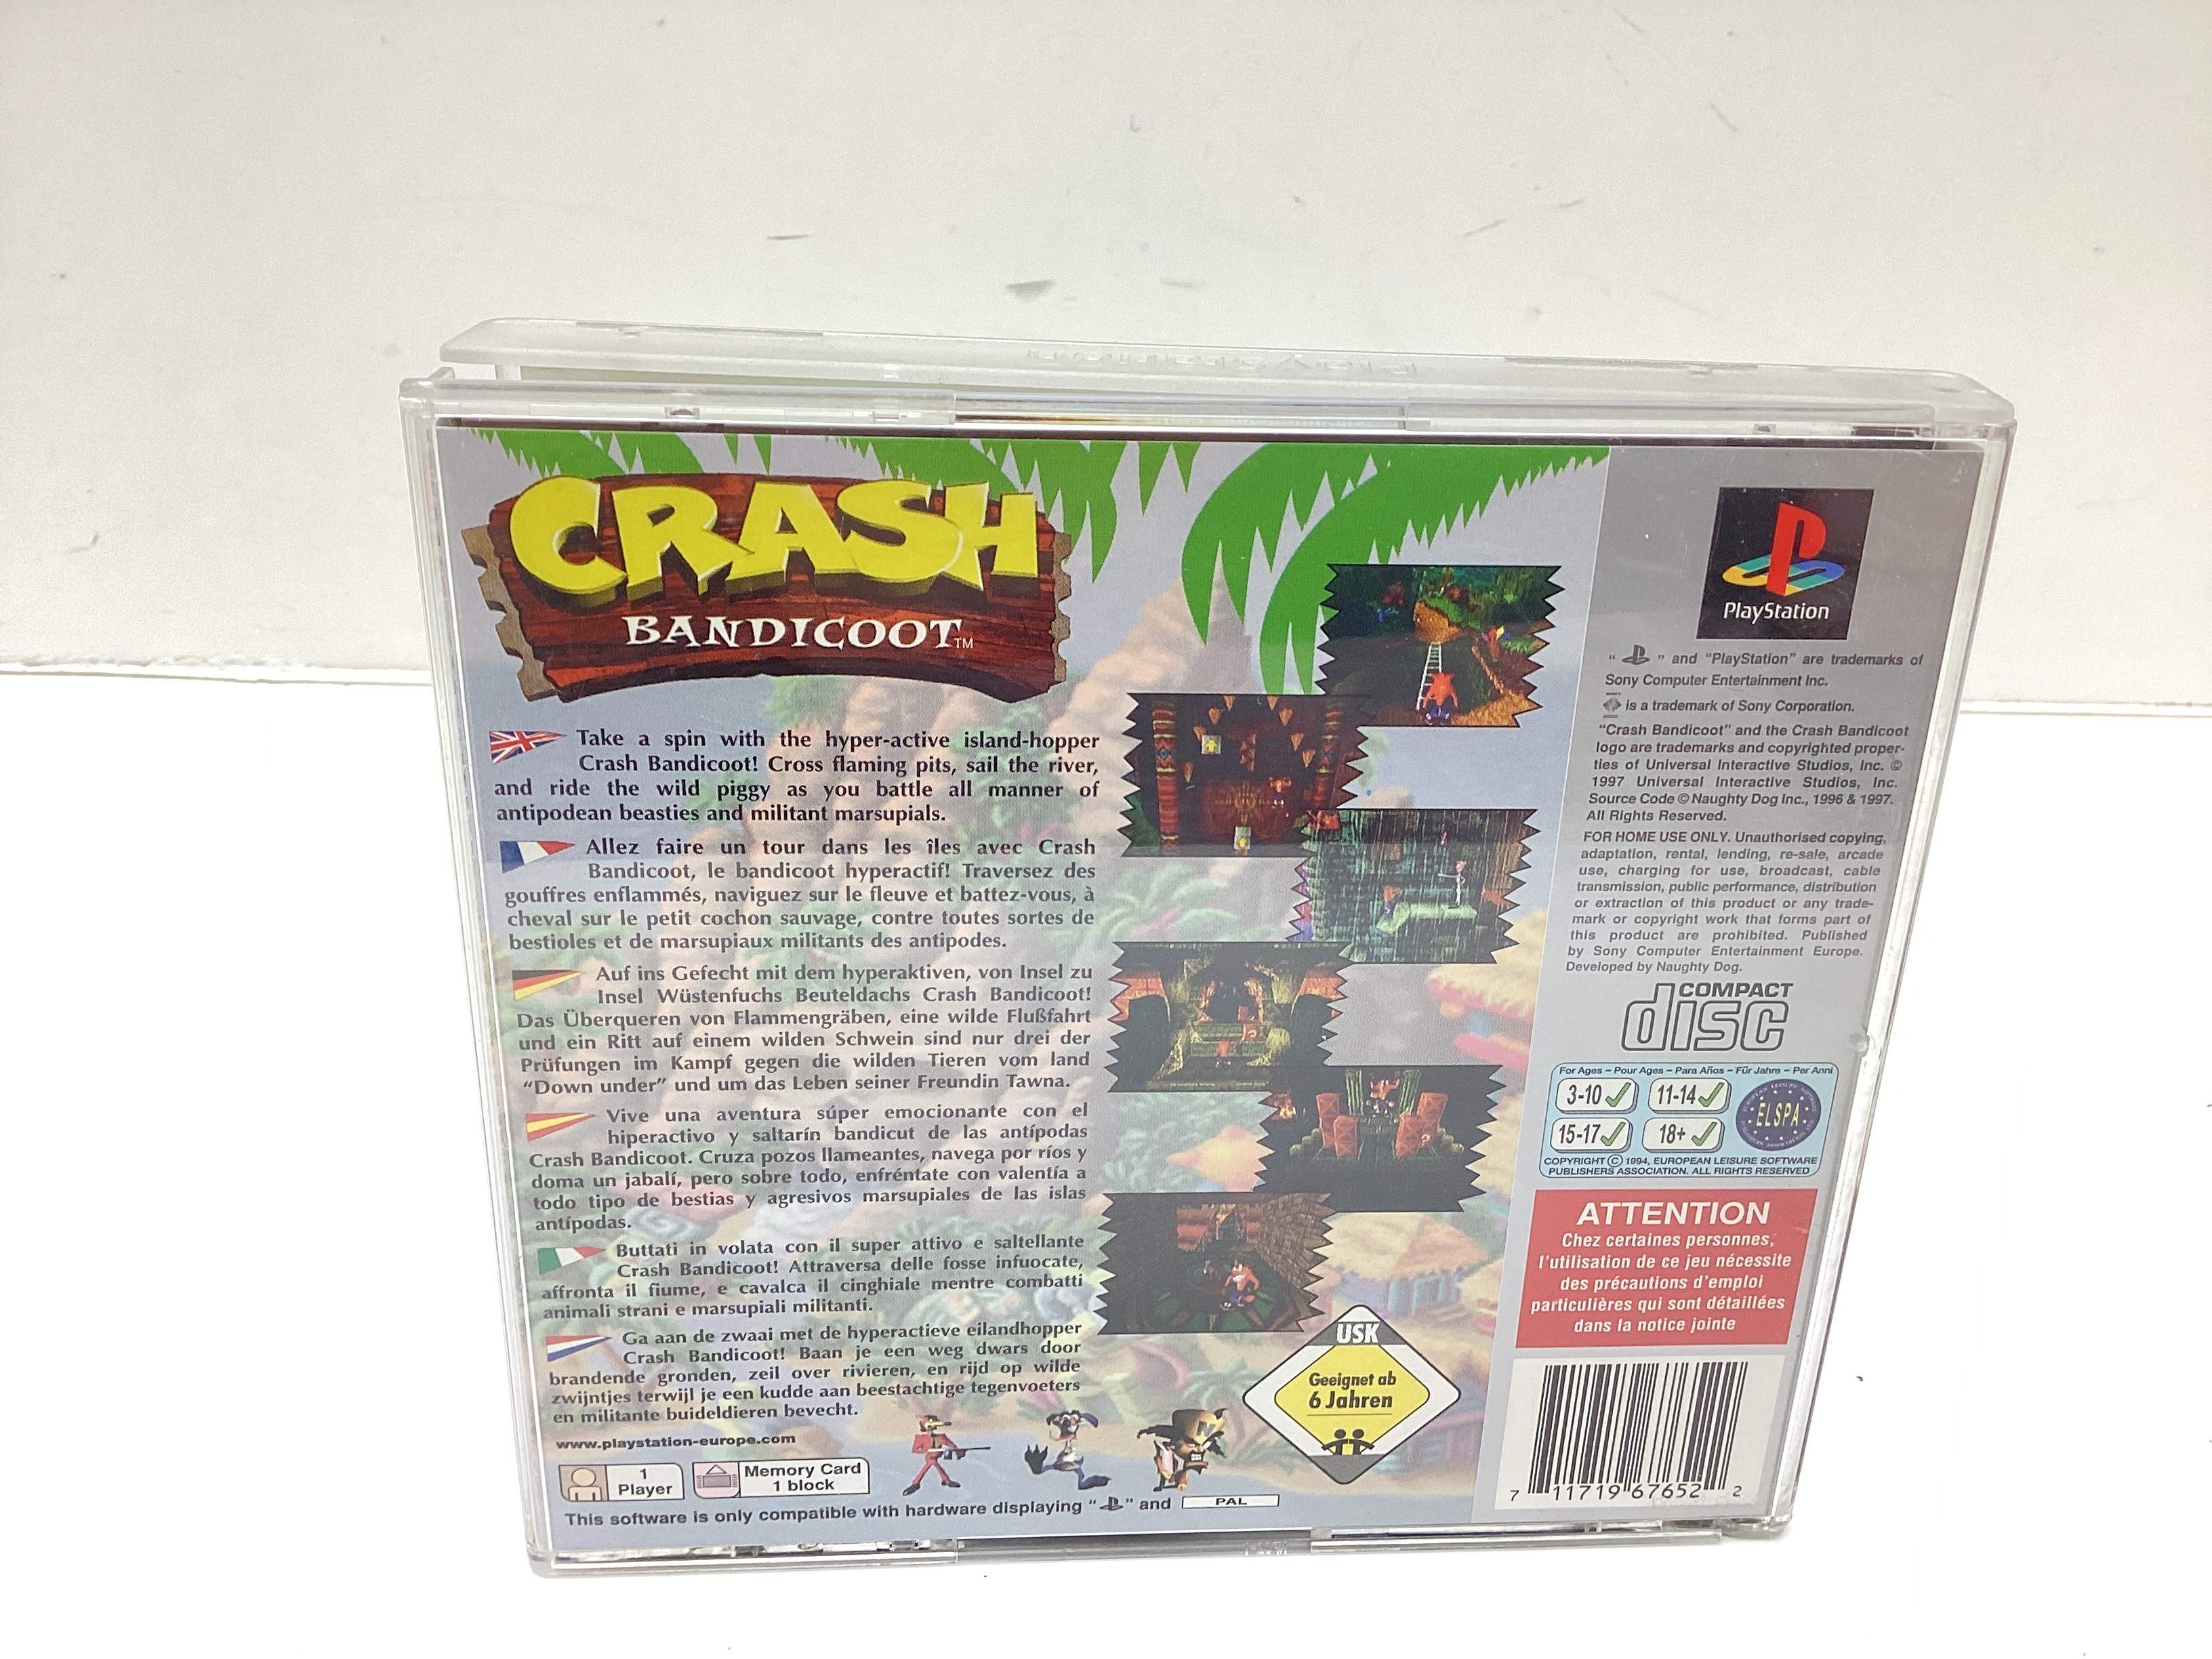 PlayStation
CRASH
BANDICOOT™
Take a spin with the hyper-active island-hopper
Crash Bandicoot! Cross flaming pits, sail the river,
and ride the wild piggy as you battle all manner of
antipodean beasties and militant marsupials.
Allez faire un tour dans les îles avec Crash
Bandicoot, le bandicoot hyperactif! Traversez des
gouffres enflammés, naviguez sur le fleuve et battez-vous, à
cheval sur le petit cochon sauvage, contre toutes sortes de
bestioles et de marsupiaux militants des antipodes.
Auf ins Gefecht mit dem hyperaktiven, von Insel zu
Insel Wüstenfuchs Beuteldachs Crash Bandicoot!
Das Überqueren von Flammengräben, eine wilde Flußfahrt
und ein Ritt auf einem wilden Schwein sind nur drei der
Prüfungen im Kampf gegen die wilden Tieren vom land
"Down under" und um das Leben seiner Freundin Tawna.
Vive una aventura súper emocionante con el
hiperactivo y saltarín bandicut de las antípodas
Crash Bandicoot. Cruza pozos llameantes, navega por ríos y
doma un jabalí, pero sobre todo, enfréntate con valentía a
todo tipo de bestias y agresivos marsupiales de las islas
antípodas.
Buttati in volata con il super attivo e saltellante
Crash Bandicoot! Attraversa delle fosse infuocate,
affronta il fiume, e cavalca il cinghiale mentre combatti
animali strani e marsupiali militanti.
Ga aan de zwaai met de hyperactieve eilandhopper
Crash Bandicoot! Baan je een weg dwars door
brandende gronden, zeil over rivieren, en rijd op wilde
zwijntjes terwijl je een kudde aan beestachtige tegenvoeters
en militante buideldieren bevecht.
www.playstation-europe.com
1
Player
Memory Card
1 block
This software is only compatible with hardware displaying " " and PAL
USK
Geeignet ab
6 Jahren
PlayStation
" " and "PlayStation" are trademarks of
Sony Computer Entertainment Inc.
is a trademark of Sony Corporation.
"Crash Bandicoot" and the Crash Bandicoot
logo are trademarks and copyrighted proper-
ties of Universal Interactive Studios, Inc. ©
1997 Universal Interactive Studios, Inc.
Source Code © Naughty Dog Inc., 1996 & 1997.
All Rights Reserved.
FOR HOME USE ONLY. Unauthorised copying,
adaptation, rental, lending, re-sale, arcade
use, charging for use, broadcast, cable
transmission, public performance, distribution
or extraction of this product or any trade-
mark or copyright work that forms part of
this product are prohibited. Published
by Sony Computer Entertainment Europe.
Developed by Naughty Dog.
COMPACT
disc
For Ages ~ Pour Ages ~ Para Años ~ Für Jahre ~ Per Anni
3-10 11-14
15-17 18+
ELSPA
COPYRIGHT © 1994, EUROPEAN LEISURE SOFTWARE
PUBLISHERS ASSOCIATION. ALL RIGHTS RESERVED
ATTENTION
Chez certaines personnes,
l'utilisation de ce jeu nécessite
des précautions d'emploi
particulières qui sont détaillées
dans la notice jointe
7 11719 67652 2